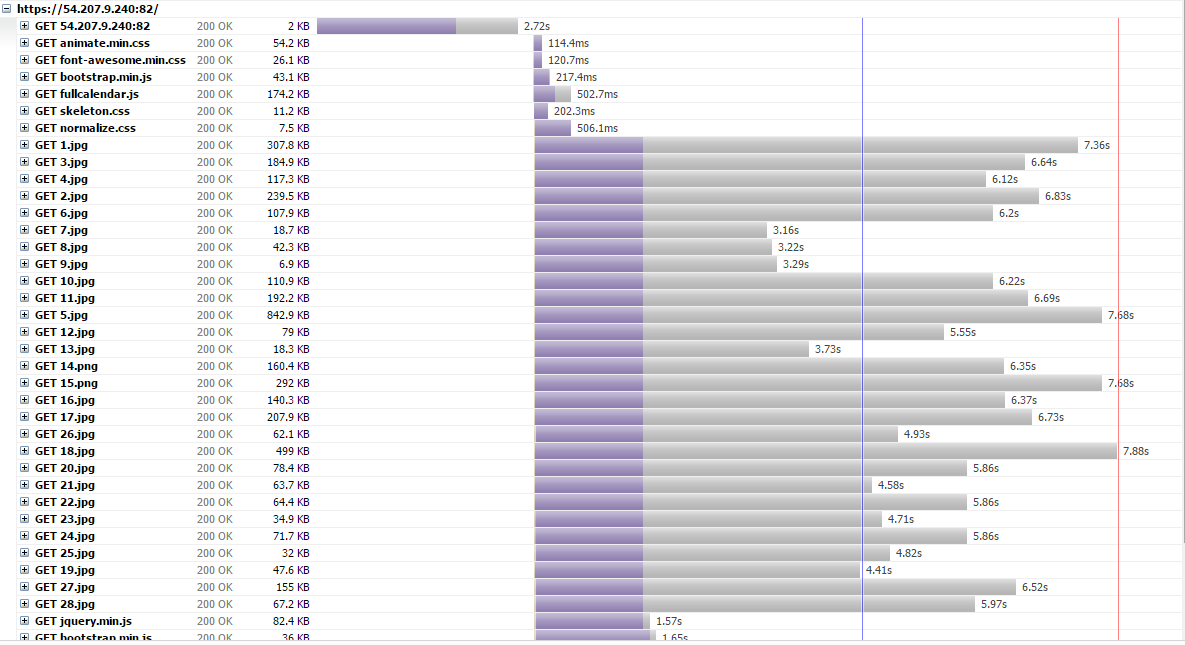 https://54.207.9.240:82/
GET 54.207.9.240:82 200 OK 2 KB 2.72s
GET animate.min.css 200 OK 54.2 KB 114.4ms
GET font-awesome.min.css 200 OK 26.1 KB 120.7ms
GET bootstrap.min.js 200 OK 43.1 KB 217.4ms
GET fullcalendar.js 200 OK 174.2 KB 502.7ms
GET skeleton.css 200 OK 11.2 KB 202.3ms
GET normalize.css 200 OK 7.5 KB 506.1ms
GET 1.jpg 200 OK 307.8 KB 7.36s
GET 3.jpg 200 OK 184.9 KB 6.64s
GET 4.jpg 200 OK 117.3 KB 6.12s
GET 2.jpg 200 OK 239.5 KB 6.83s
GET 6.jpg 200 OK 107.9 KB 6.2s
GET 7.jpg 200 OK 18.7 KB 3.16s
GET 8.jpg 200 OK 42.3 KB 3.22s
GET 9.jpg 200 OK 6.9 KB 3.29s
GET 10.jpg 200 OK 110.9 KB 6.22s
GET 11.jpg 200 OK 192.2 KB 6.69s
GET 5.jpg 200 OK 842.9 KB 7.68s
GET 12.jpg 200 OK 79 KB 5.55s
GET 13.jpg 200 OK 18.3 KB 3.73s
GET 14.png 200 OK 160.4 KB 6.35s
GET 15.png 200 OK 292 KB 7.68s
GET 16.jpg 200 OK 140.3 KB 6.37s
GET 17.jpg 200 OK 207.9 KB 6.73s
GET 26.jpg 200 OK 62.1 KB 4.93s
GET 18.jpg 200 OK 499 KB 7.88s
GET 20.jpg 200 OK 78.4 KB 5.86s
GET 21.jpg 200 OK 63.7 KB 4.58s
GET 22.jpg 200 OK 64.4 KB 5.86s
GET 23.jpg 200 OK 34.9 KB 4.71s
GET 24.jpg 200 OK 71.7 KB 5.86s
GET 25.jpg 200 OK 32 KB 4.82s
GET 19.jpg 200 OK 47.6 KB 4.41s
GET 27.jpg 200 OK 155 KB 6.52s
GET 28.jpg 200 OK 67.2 KB 5.97s
GET jquery.min.js 200 OK 82.4 KB 1.57s
GET bootstrap.min.js 200 OK 36 KB 1.65s